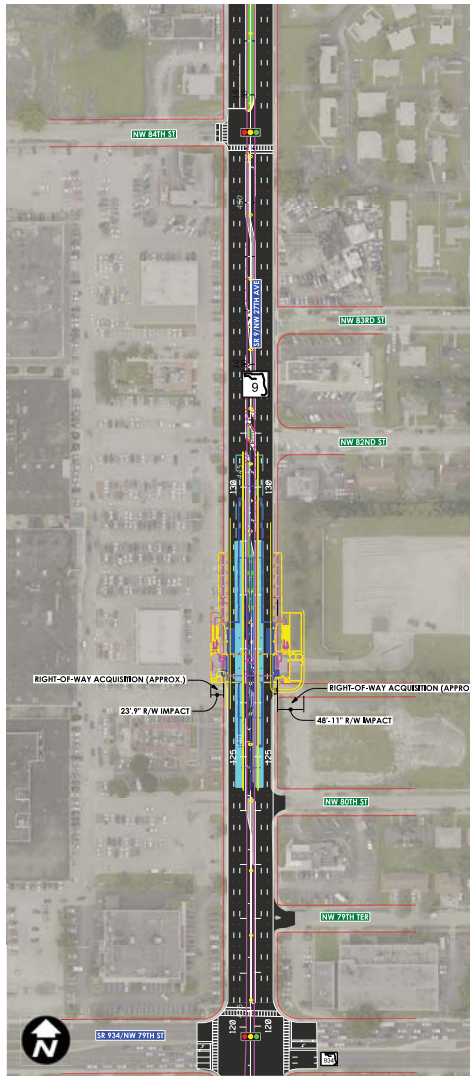 NW 84TH ST
NW 83RD ST
SR 9/NW 27TH AVE
9
NW 82ND ST
130
130
RIGHT-OF-WAY ACQUISITION (APPROX.)
RIGHT-OF-WAY ACQUISITION (APPRO
23'.9" R/W IMPACT
48'-11" R/W IMPACT
125
125
NW 80TH ST
NW 79TH TER
120
120
SR 934/NW 79TH ST
934
N